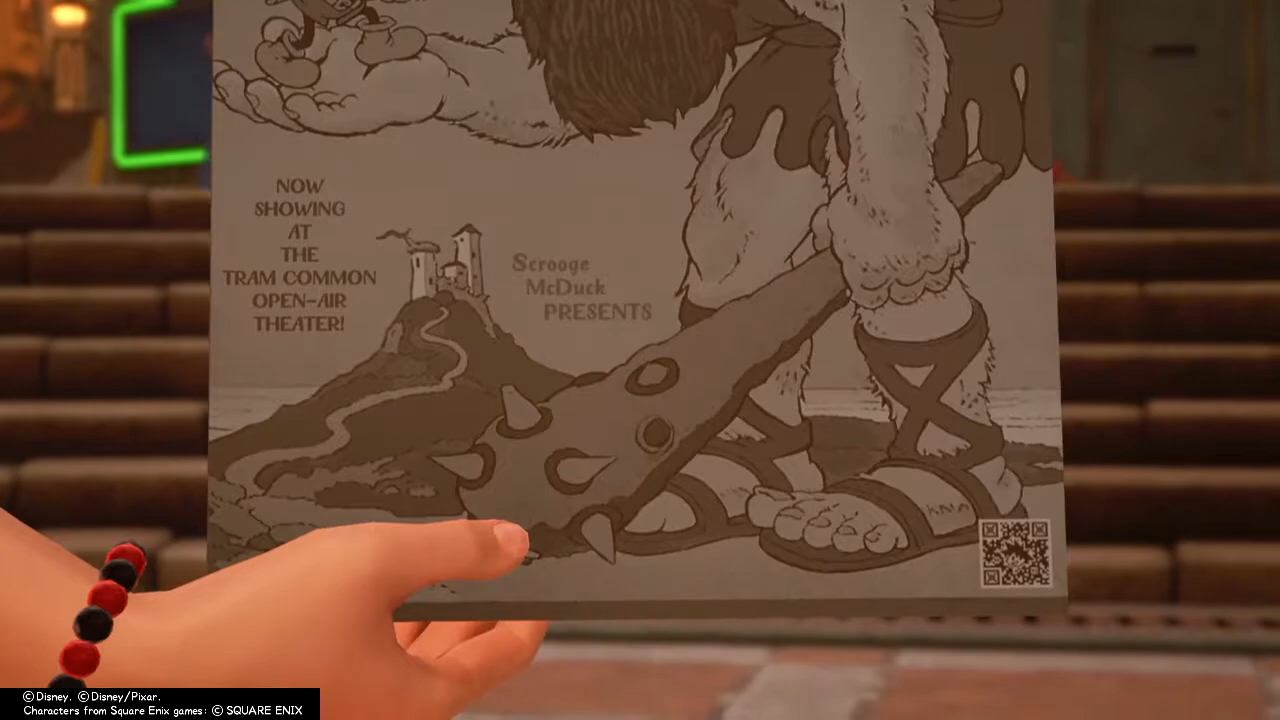 NOW
SHOWING
AT
THE
TRAM COMMON
OPEN-AIR
THEATER!
Scrooge
McDuck
PRESENTS
©Disney. ©Disney/Pixar.
Characters from Square Enix games: © SQUARE ENIX